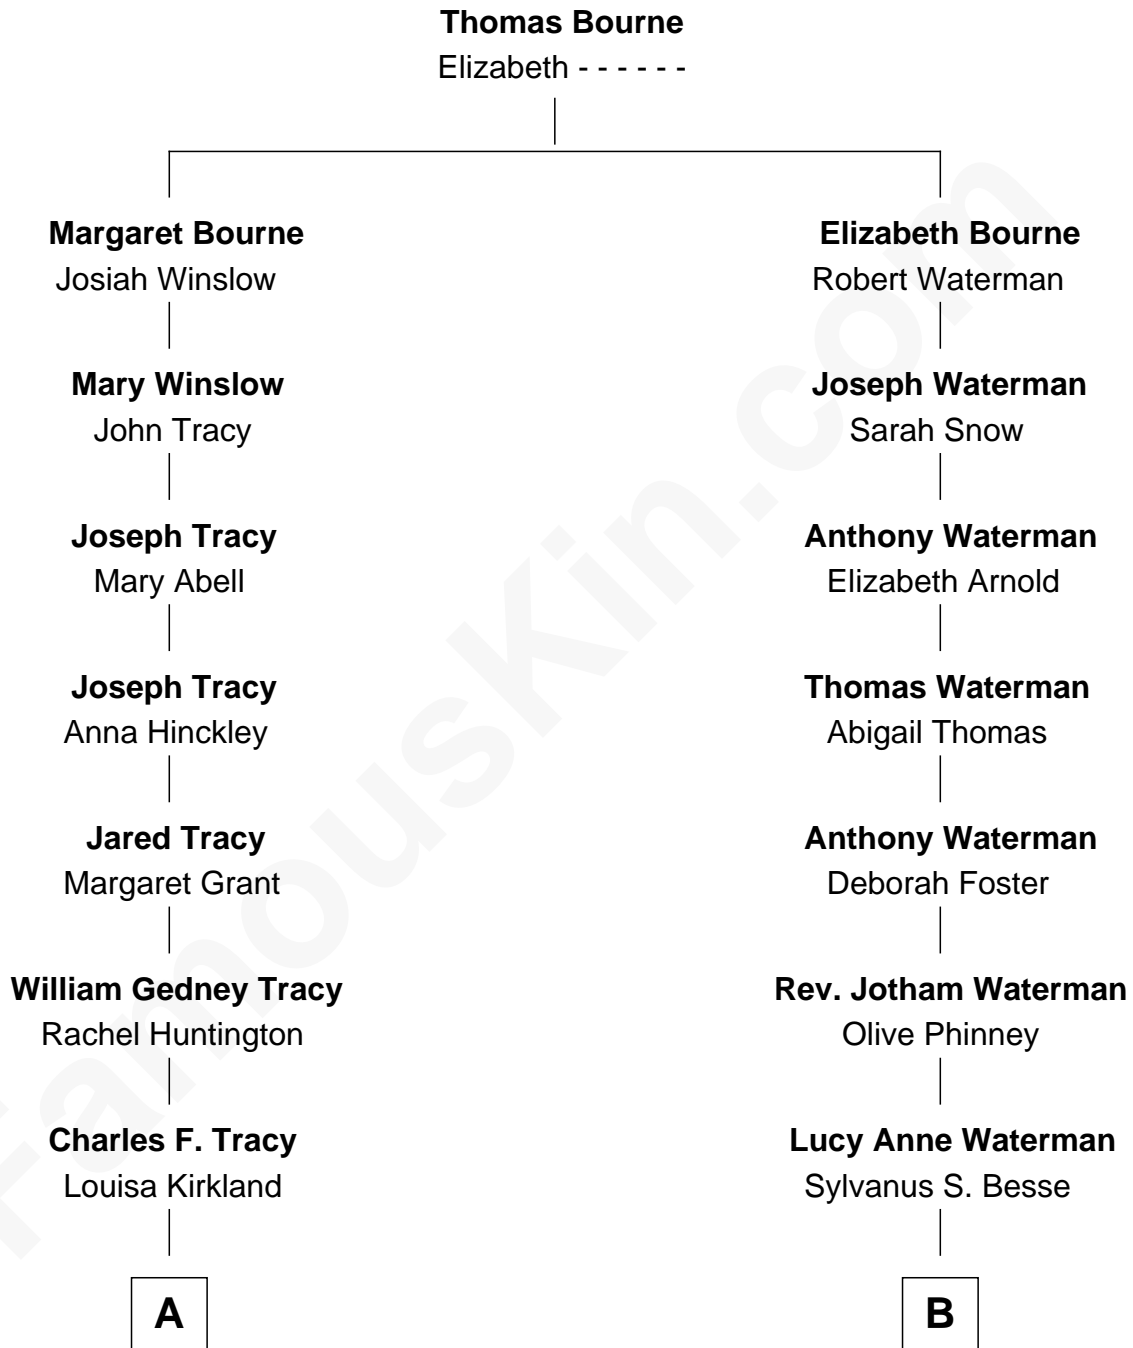 Thomas Bourne
Elizabeth - - - - - -
Margaret Bourne
Josiah Winslow
Elizabeth Bourne
Robert Waterman
Mary Winslow
John Tracy
Joseph Waterman
Sarah Snow
Joseph Tracy
Mary Abell
Anthony Waterman
Elizabeth Arnold
Joseph Tracy
Anna Hinckley
Thomas Waterman
Abigail Thomas
Jared Tracy
Margaret Grant
Anthony Waterman
Deborah Foster
William Gedney Tracy
Rachel Huntington
Rev. Jotham Waterman
Olive Phinney
Charles F. Tracy
Louisa Kirkland
Lucy Anne Waterman
Sylvanus S. Besse
A
B
FamousKin.com